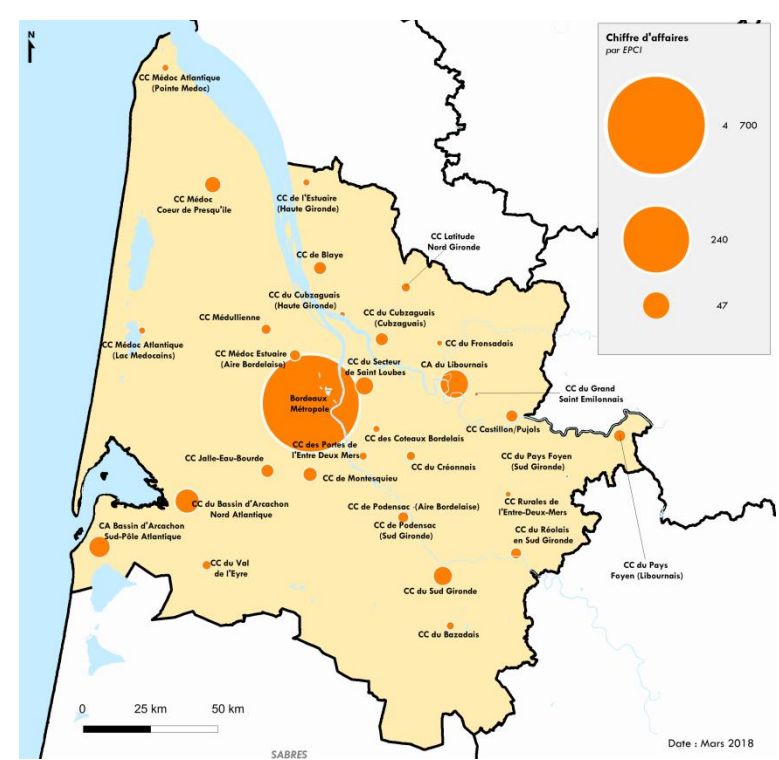 N
Chiffre d'affaires
par EPCI
4 700
240
47
CC Médoc Atlantique
(Pointe Medoc)
CC Médoc
Coeur de Presqu'ile
CC de l'Estuaire
(Haute Gironde)
CC Latitude
Nord Gironde
CC de Blaye
CC du Cubzaguais
(Haute Gironde)
CC du Cubzaguais
(Cubzaguais)
CC Médullienne
CC Médoc Atlantique
(Lac Medocains)
CC Médoc Estuaire
(Aire Bordelaise)
CC du Fronsadais
CC du Secteur
de Saint Loubes
CA du Libournais
CC du Grand
Saint Emilonnais
Bordeaux
Métropole
CC Castillon/Pujols
CC des Coteaux Bordelais
CC des Portes de
l'Entre Deux Mers
CC Jalle-Eau-Bourde
CC du Créonnais
CC du Pays Foyen
(Sud Gironde)
CC de Montesquieu
CC du Bassin d'Arcachon
Nord Atlantique
CC de Podensac (Aire Bordelaise)
CC de Podensac
(Sud Gironde)
CC Rurales de
l'Entre-Deux-Mers
CA Bassin d'Arcachon
Sud-Pôle Atlantique
CC du Réolais
en Sud Gironde
CC du Val
de l'Eyre
CC du Pays
Foyen (Libournais)
CC du Sud Gironde
CC du Bazadais
0 25 km 50 km
SABRES
Date : Mars 2018